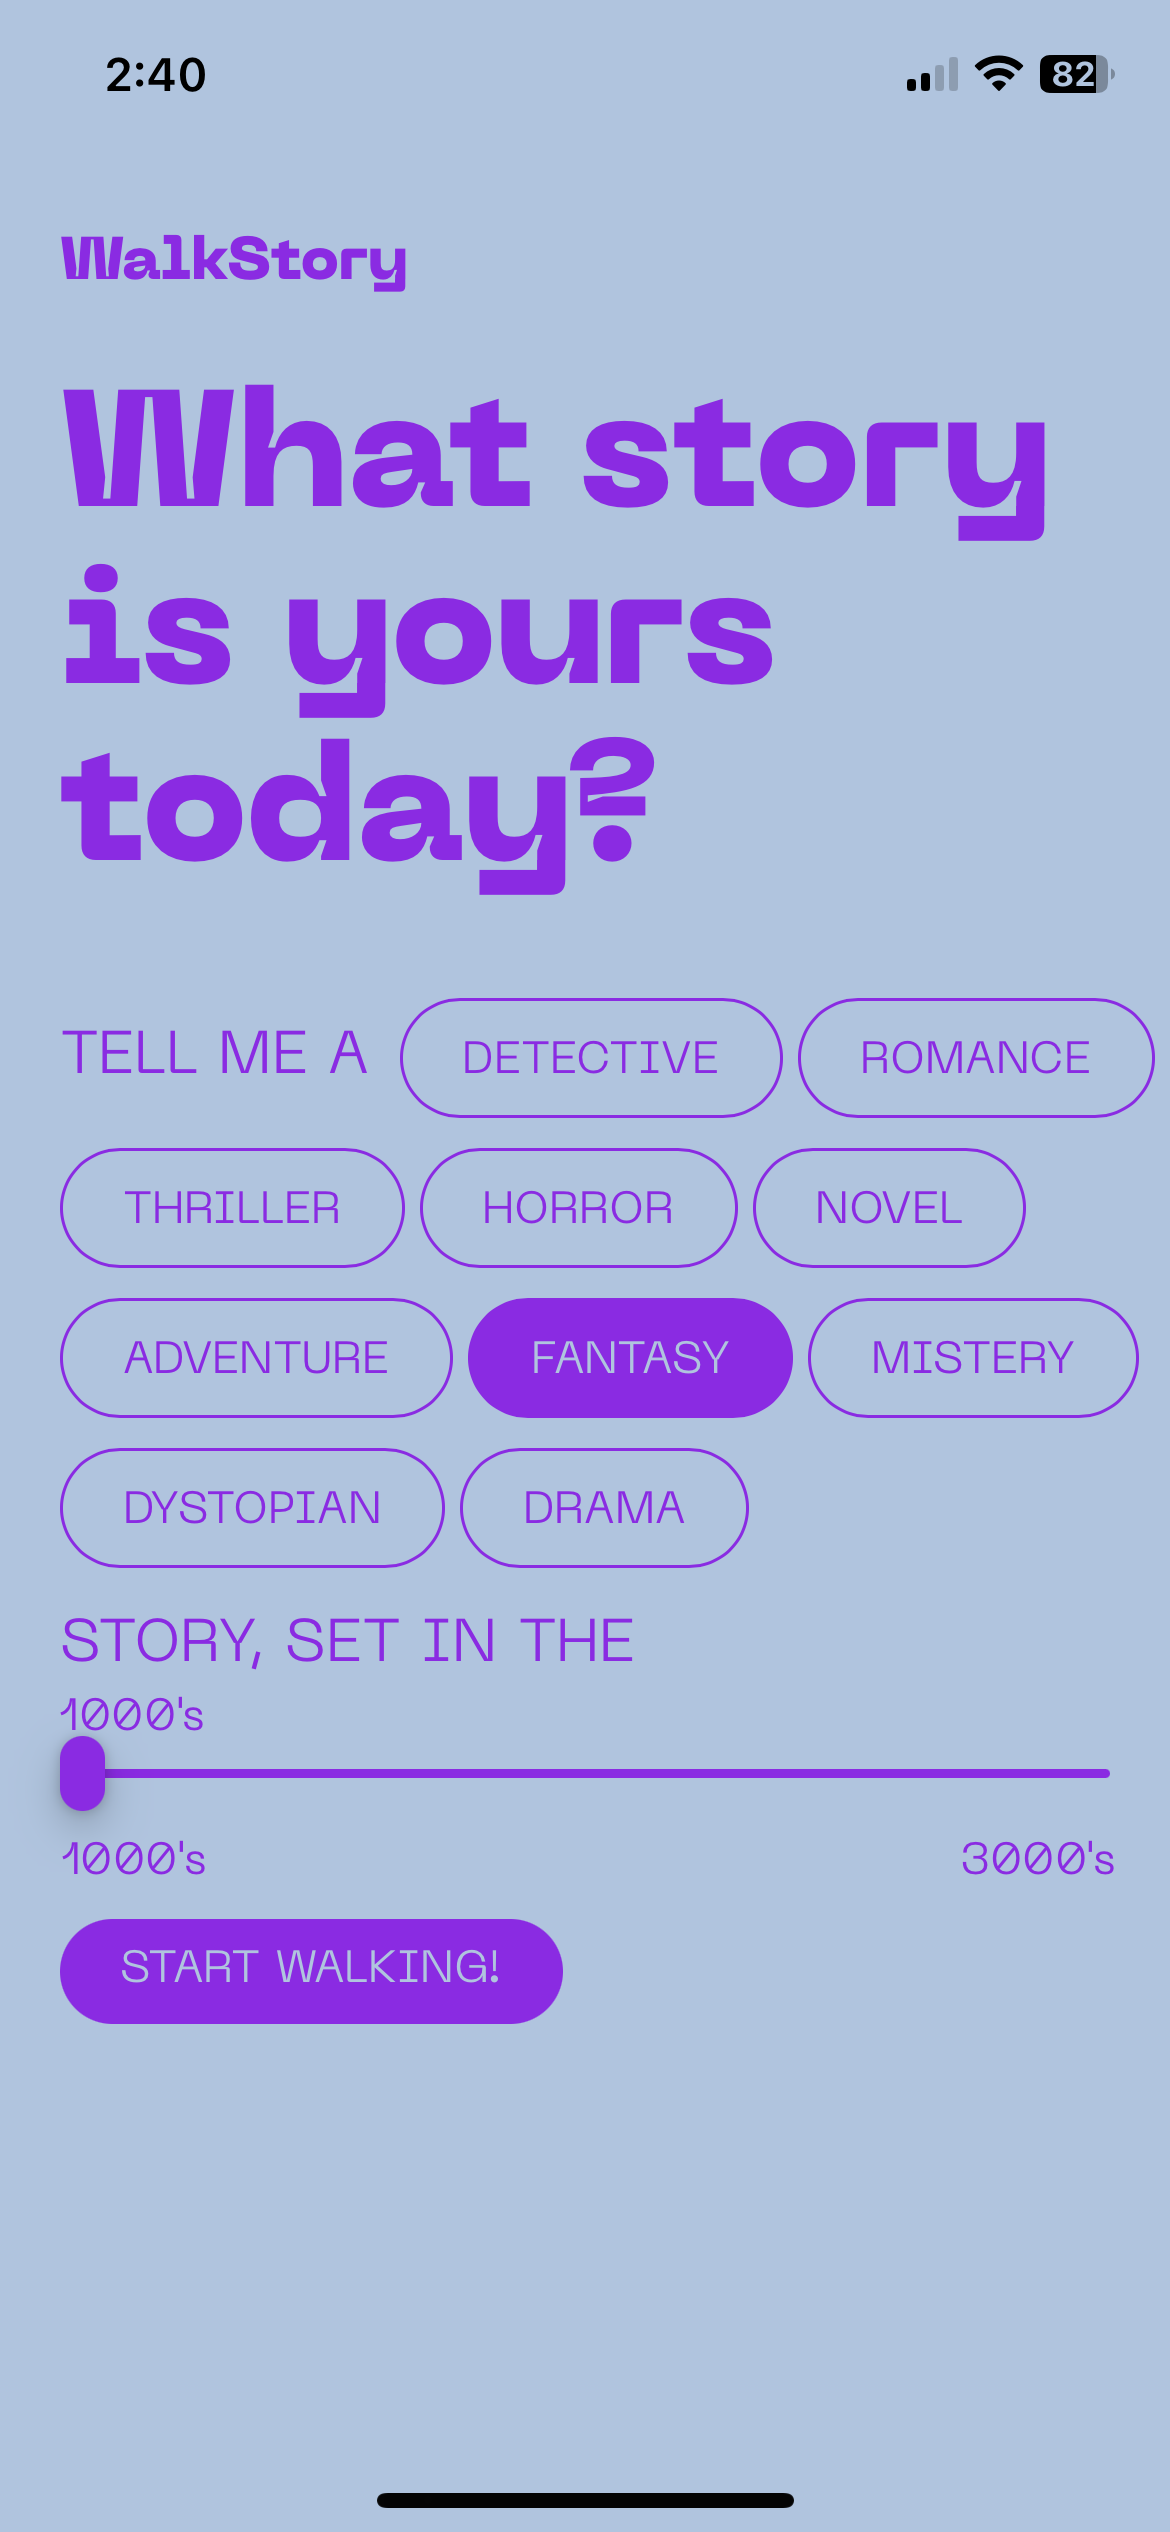 2:40 82
WalkStory
What story
is yours
today?
TELL ME A DETECTIVE ROMANCE
THRILLER HORROR NOVEL
ADVENTURE FANTASY MISTERY
DYSTOPIAN DRAMA
STORY, SET IN THE
1000's
1000's 3000's
START WALKING!